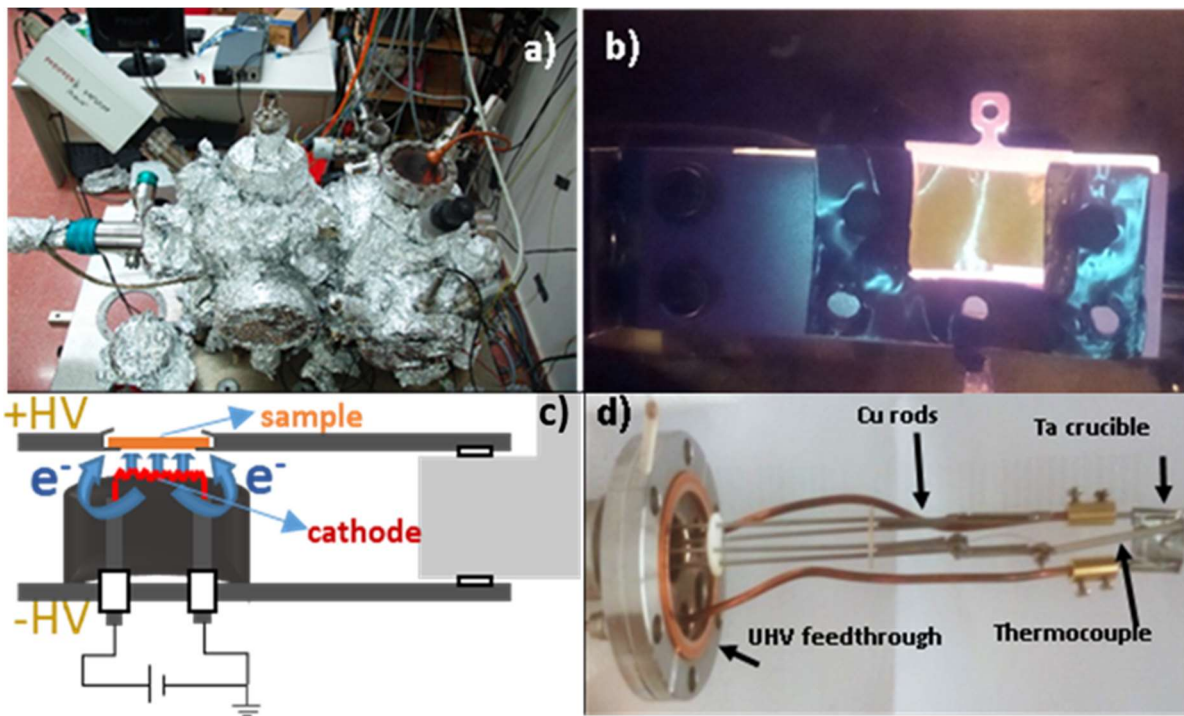 a)
b)
c)
+HV
sample
e-
e-
cathode
-HV
d)
Cu rods
Ta crucible
UHV feedthrough
Thermocouple